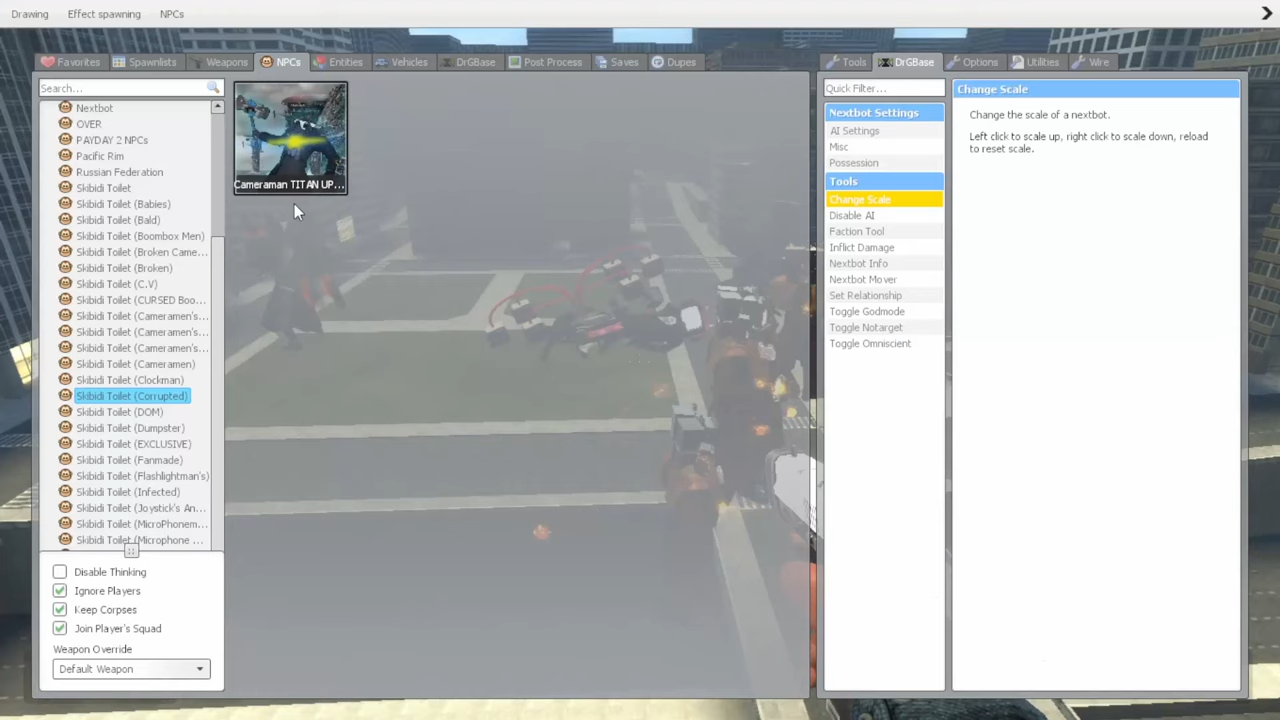 Drawing Effect spawning NPCs
Favorites Spawnlists Weapons NPCs Entities Vehicles DrGBase Post Process Saves Dupes
Search...
Nextbot
OVER
PAYDAY 2 NPCs
Pacific Rim
Russian Federation
Skibidi Toilet
Skibidi Toilet (Babies)
Skibidi Toilet (Bald)
Skibidi Toilet (Boombox Men)
Skibidi Toilet (Broken Came...
Skibidi Toilet (Broken)
Skibidi Toilet (C.V)
Skibidi Toilet (CURSED Boo...
Skibidi Toilet (Cameramen's...
Skibidi Toilet (Cameramen's...
Skibidi Toilet (Cameramen's...
Skibidi Toilet (Cameramen)
Skibidi Toilet (Clockman)
Skibidi Toilet (Corrupted)
Skibidi Toilet (DOM)
Skibidi Toilet (Dumpster)
Skibidi Toilet (EXCLUSIVE)
Skibidi Toilet (Fanmade)
Skibidi Toilet (Flashlightman's)
Skibidi Toilet (Infected)
Skibidi Toilet (Joystick's An...
Skibidi Toilet (MicroPhonem...
Skibidi Toilet (Microphone ...
Disable Thinking
Ignore Players
Keep Corpses
Join Player's Squad
Weapon Override
Default Weapon
Cameraman TITAN UP...
Tools DrGBase Options Utilities Wire
Quick Filter...
Nextbot Settings
AI Settings
Misc
Possession
Tools
Change Scale
Disable AI
Faction Tool
Inflict Damage
Nextbot Info
Nextbot Mover
Set Relationship
Toggle Godmode
Toggle Notarget
Toggle Omniscient
Change Scale
Change the scale of a nextbot.
Left click to scale up, right click to scale down, reload
to reset scale.